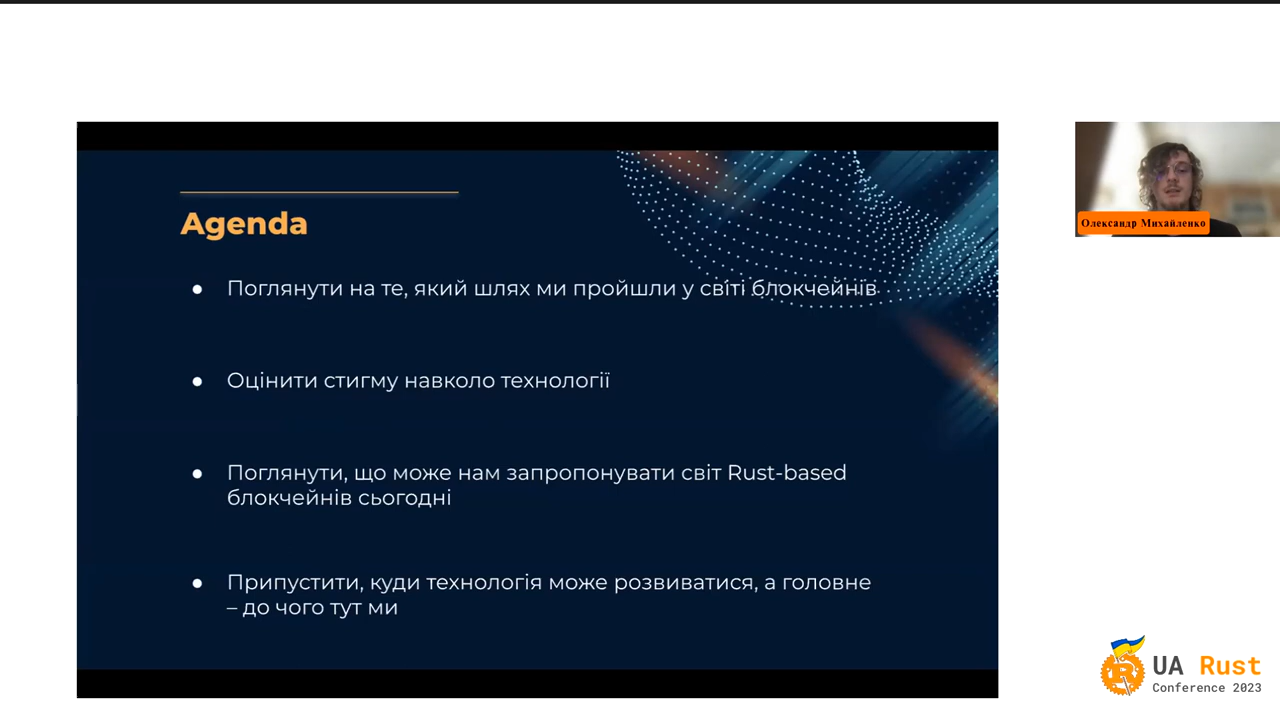 Agenda
● Поглянути на те, який шлях ми пройшли у світі блокчейнів
● Оцінити стигму навколо технології
● Поглянути, що може нам запропонувати світ Rust-based
блокчейнів сьогодні
● Припустити, куди технологія може розвиватися, а головне
– до чого тут ми
Олександр Михайленко
UA Rust
Conference 2023